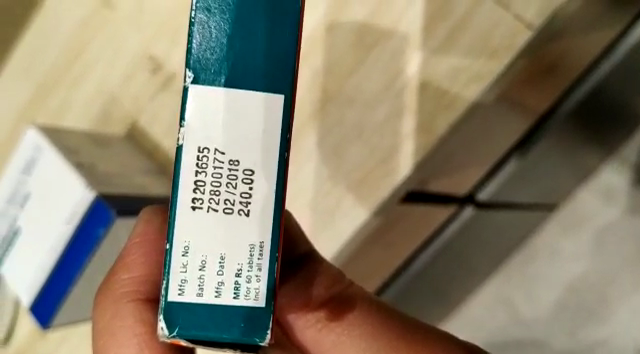 Mfg. Lic. No.: 13203655
Batch No.: 72800177
Mfg. Date: 02/2018
MRP Rs.: 240.00
(for 60 tablets)
Incl. of all taxes